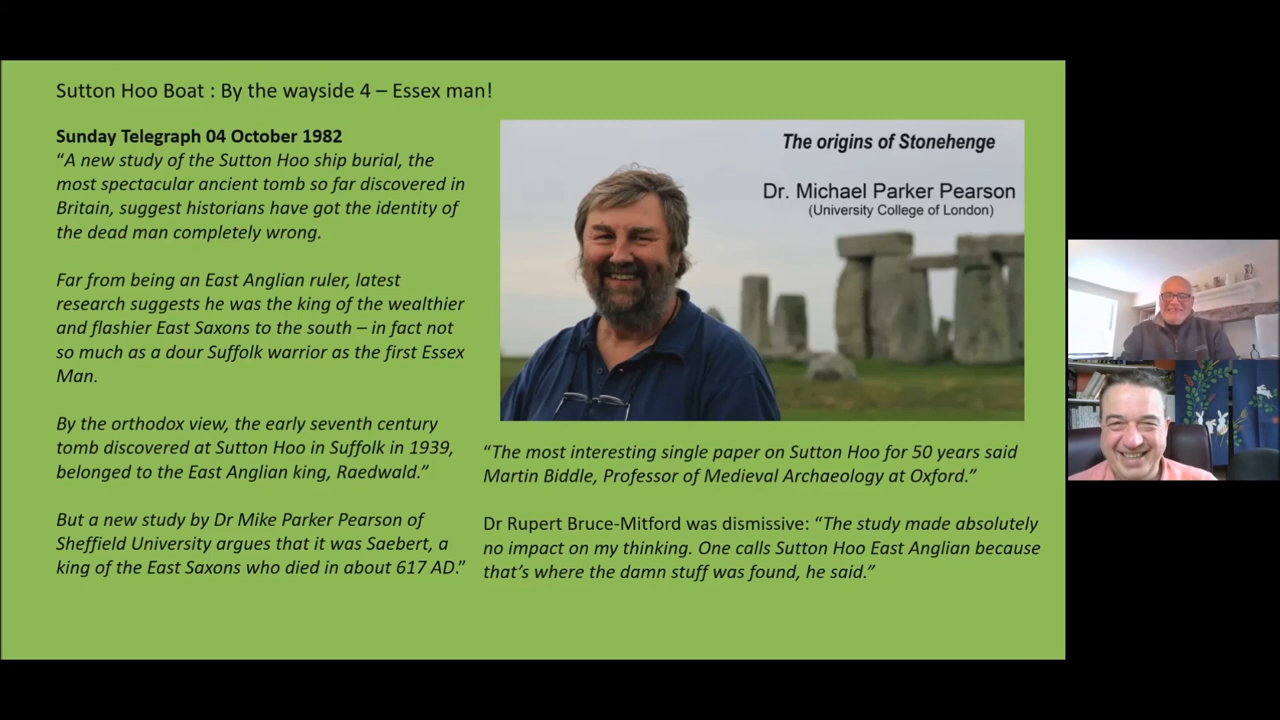 Sutton Hoo Boat : By the wayside 4 – Essex man!
Sunday Telegraph 04 October 1982
“A new study of the Sutton Hoo ship burial, the
most spectacular ancient tomb so far discovered in
Britain, suggest historians have got the identity of
the dead man completely wrong.
Far from being an East Anglian ruler, latest
research suggests he was the king of the wealthier
and flashier East Saxons to the south – in fact not
so much as a dour Suffolk warrior as the first Essex
Man.
By the orthodox view, the early seventh century
tomb discovered at Sutton Hoo in Suffolk in 1939,
belonged to the East Anglian king, Raedwald.”
But a new study by Dr Mike Parker Pearson of
Sheffield University argues that it was Saebert, a
king of the East Saxons who died in about 617 AD.”
The origins of Stonehenge
Dr. Michael Parker Pearson
(University College of London)
“The most interesting single paper on Sutton Hoo for 50 years said
Martin Biddle, Professor of Medieval Archaeology at Oxford.”
Dr Rupert Bruce-Mitford was dismissive: “The study made absolutely
no impact on my thinking. One calls Sutton Hoo East Anglian because
that’s where the damn stuff was found, he said.”